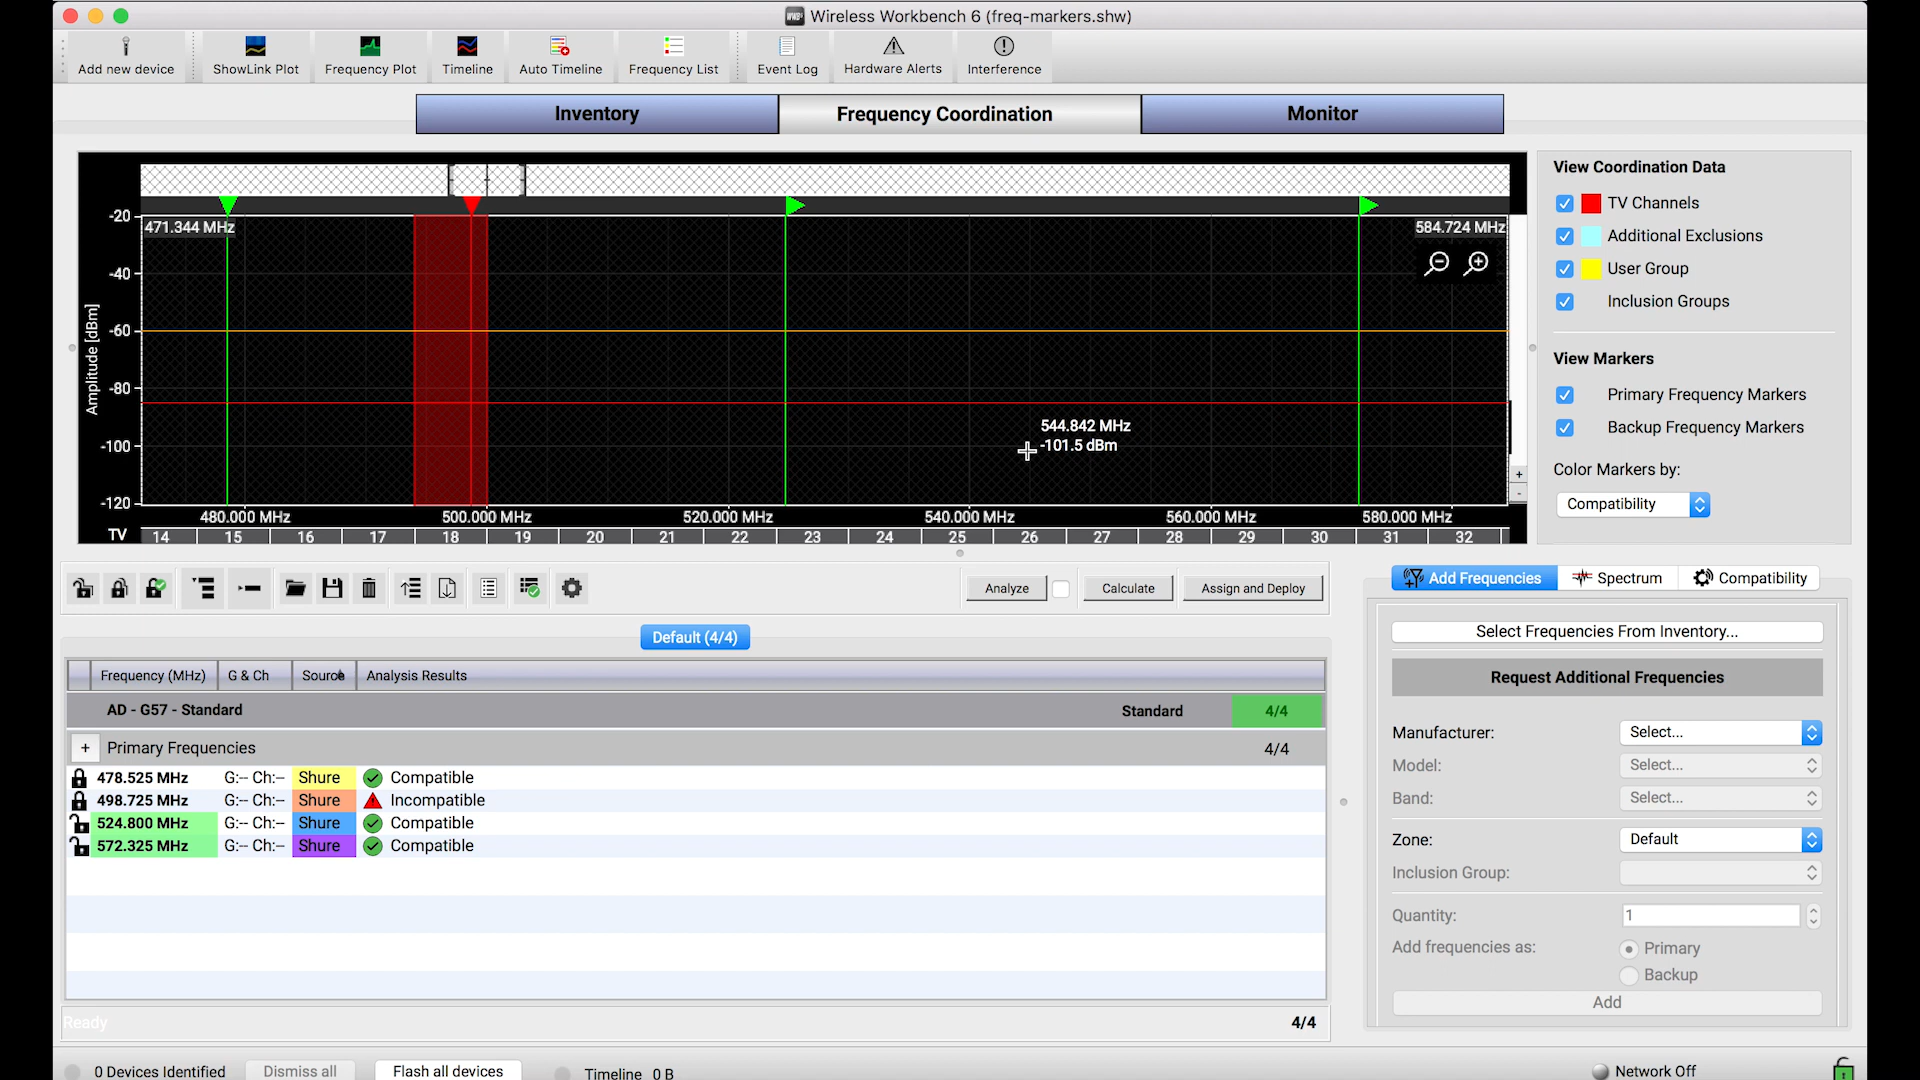 Wireless Workbench 6 (freq-markers.shw)
Add new device ShowLink Plot Frequency Plot Timeline Auto Timeline Frequency List Event Log Hardware Alerts Interference
Inventory Frequency Coordination Monitor
471.344 MHz 584.724 MHz
-20
-40
-60
-80
-100
-120
Amplitude [dBm]
544.842 MHz
-101.5 dBm
480.000 MHz 500.000 MHz 520.000 MHz 540.000 MHz 560.000 MHz 580.000 MHz
TV 14 15 16 17 18 19 20 21 22 23 24 25 26 27 28 29 30 31 32
+
-
View Coordination Data
TV Channels
Additional Exclusions
User Group
Inclusion Groups
View Markers
Primary Frequency Markers
Backup Frequency Markers
Color Markers by:
Compatibility
Analyze Calculate Assign and Deploy
Default (4/4)
Frequency (MHz) G & Ch Source Analysis Results
AD - G57 - Standard Standard 4/4
+ Primary Frequencies 4/4
478.525 MHz G:-- Ch:-- Shure Compatible
498.725 MHz G:-- Ch:-- Shure Incompatible
524.800 MHz G:-- Ch:-- Shure Compatible
572.325 MHz G:-- Ch:-- Shure Compatible
Ready 4/4
Add Frequencies Spectrum Compatibility
Select Frequencies From Inventory...
Request Additional Frequencies
Manufacturer: Select...
Model: Select...
Band: Select...
Zone: Default
Inclusion Group:
Quantity: 1
Add frequencies as: Primary
Backup
Add
0 Devices Identified Dismiss all Flash all devices Timeline 0 B Network Off